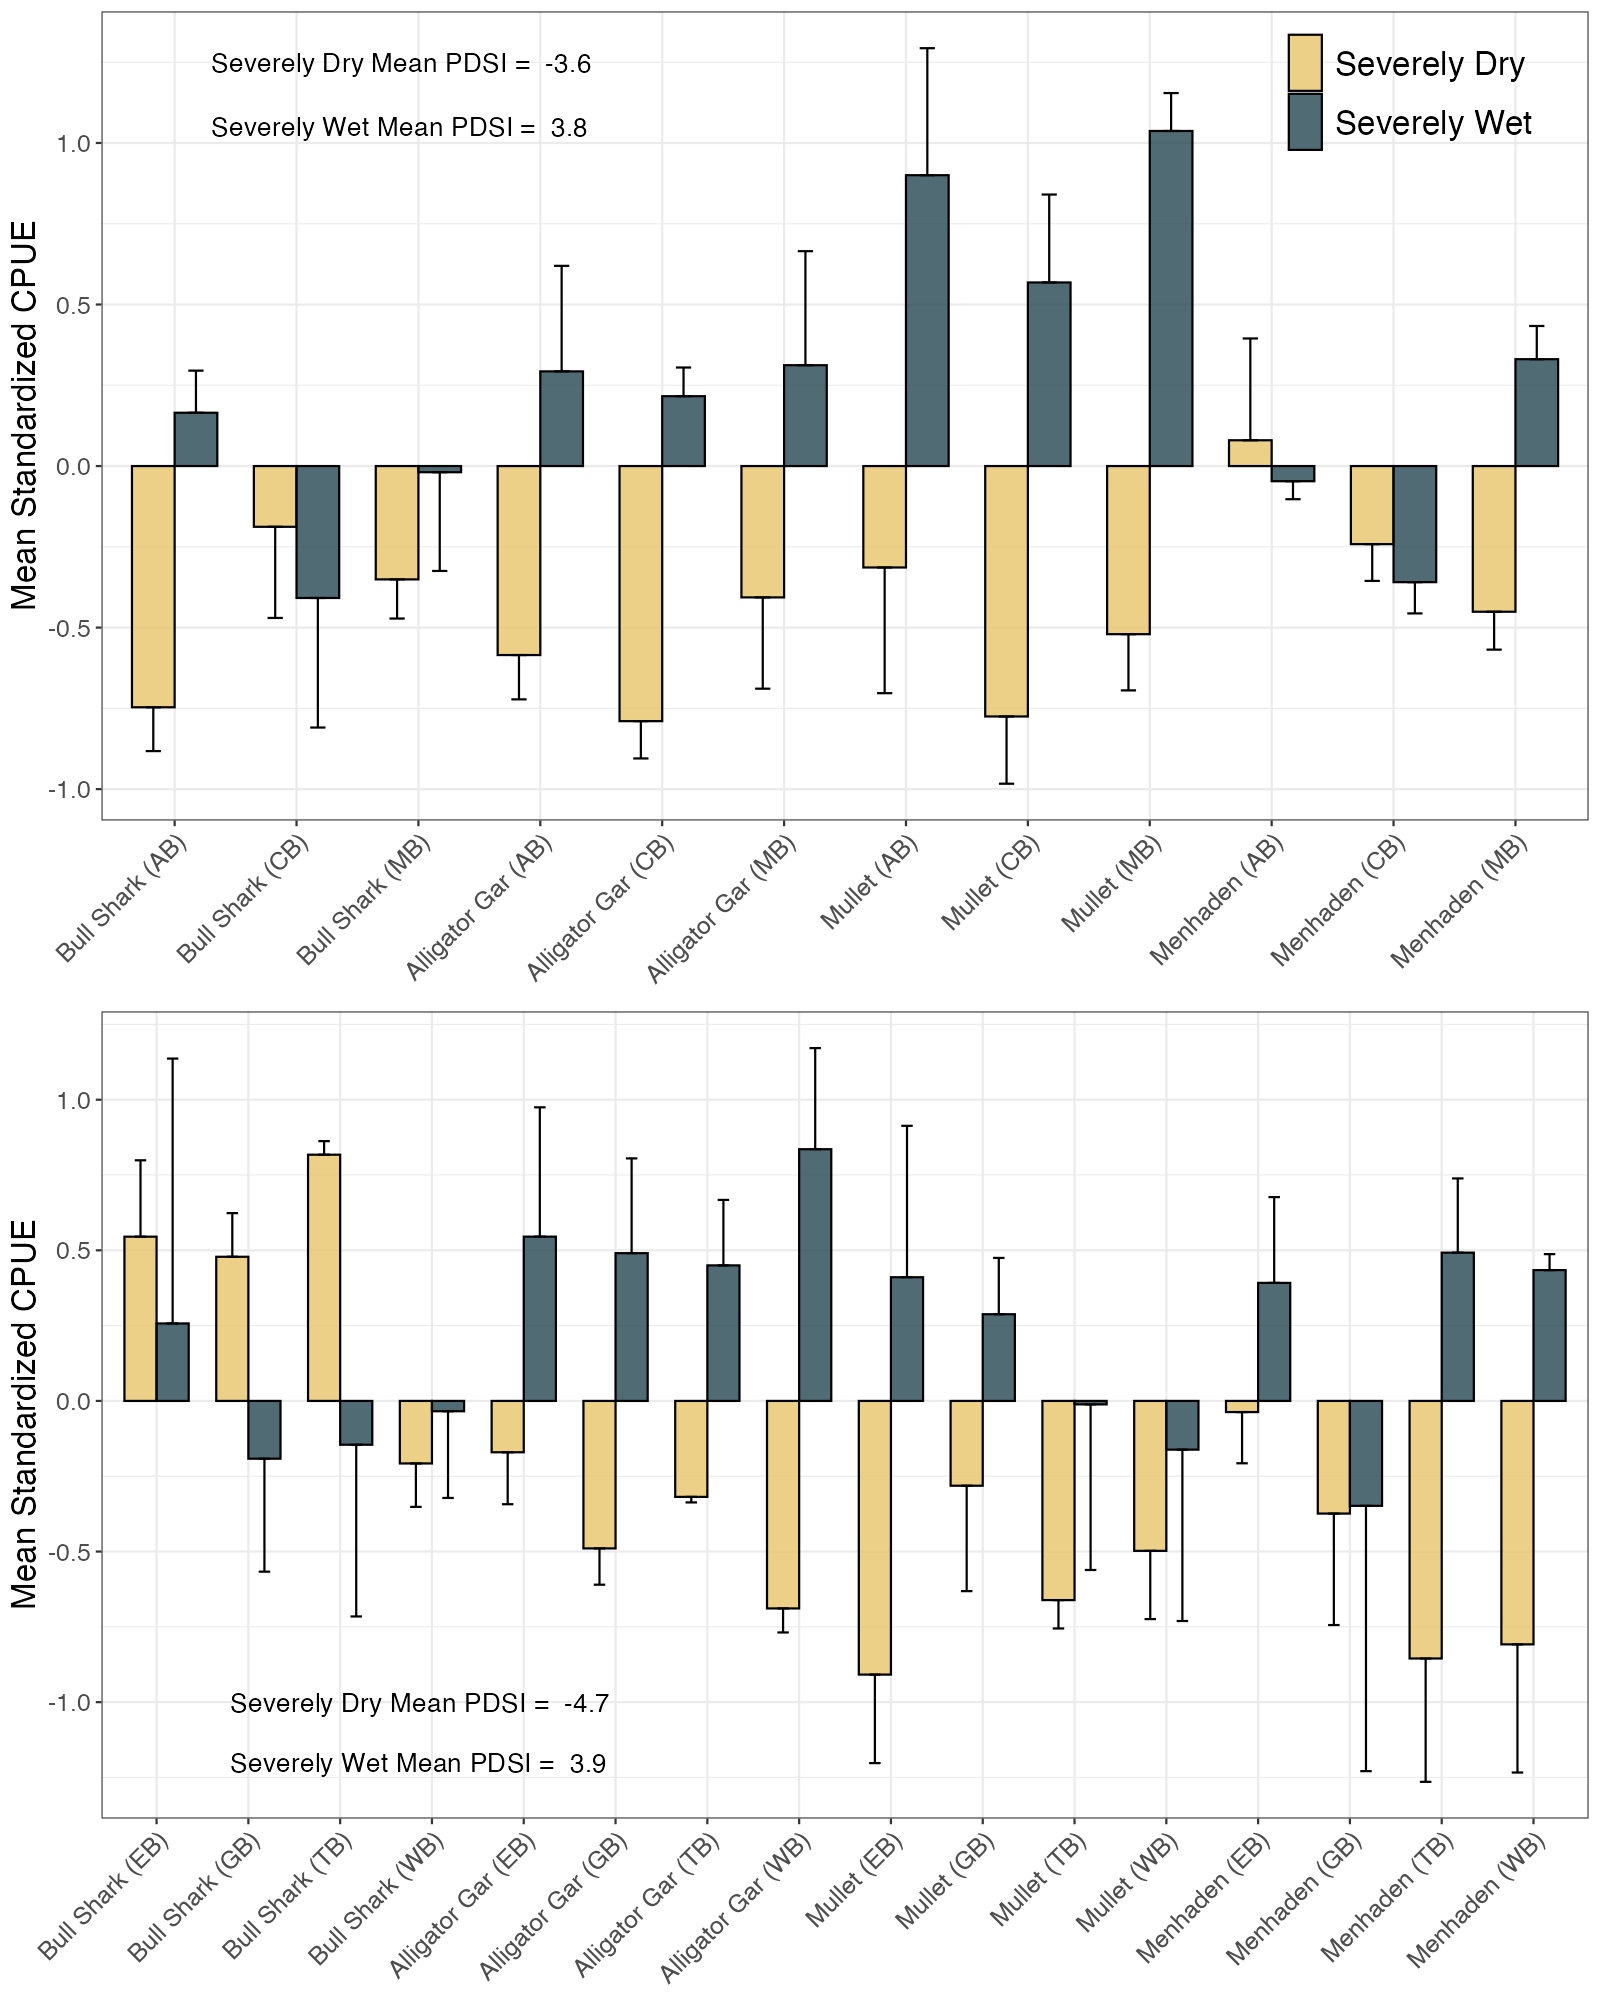 Severely Dry Mean PDSI = -3.6
Severely Wet Mean PDSI = 3.8
Severely Dry
Severely Wet
Mean Standardized CPUE
1.0
0.5
0.0
-0.5
-1.0
Bull Shark (AB)
Bull Shark (CB)
Bull Shark (MB)
Alligator Gar (AB)
Alligator Gar (CB)
Alligator Gar (MB)
Mullet (AB)
Mullet (CB)
Mullet (MB)
Menhaden (AB)
Menhaden (CB)
Menhaden (MB)
Mean Standardized CPUE
1.0
0.5
0.0
-0.5
-1.0
Severely Dry Mean PDSI = -4.7
Severely Wet Mean PDSI = 3.9
Bull Shark (EB)
Bull Shark (GB)
Bull Shark (TB)
Bull Shark (WB)
Alligator Gar (EB)
Alligator Gar (GB)
Alligator Gar (TB)
Alligator Gar (WB)
Mullet (EB)
Mullet (GB)
Mullet (TB)
Mullet (WB)
Menhaden (EB)
Menhaden (GB)
Menhaden (TB)
Menhaden (WB)